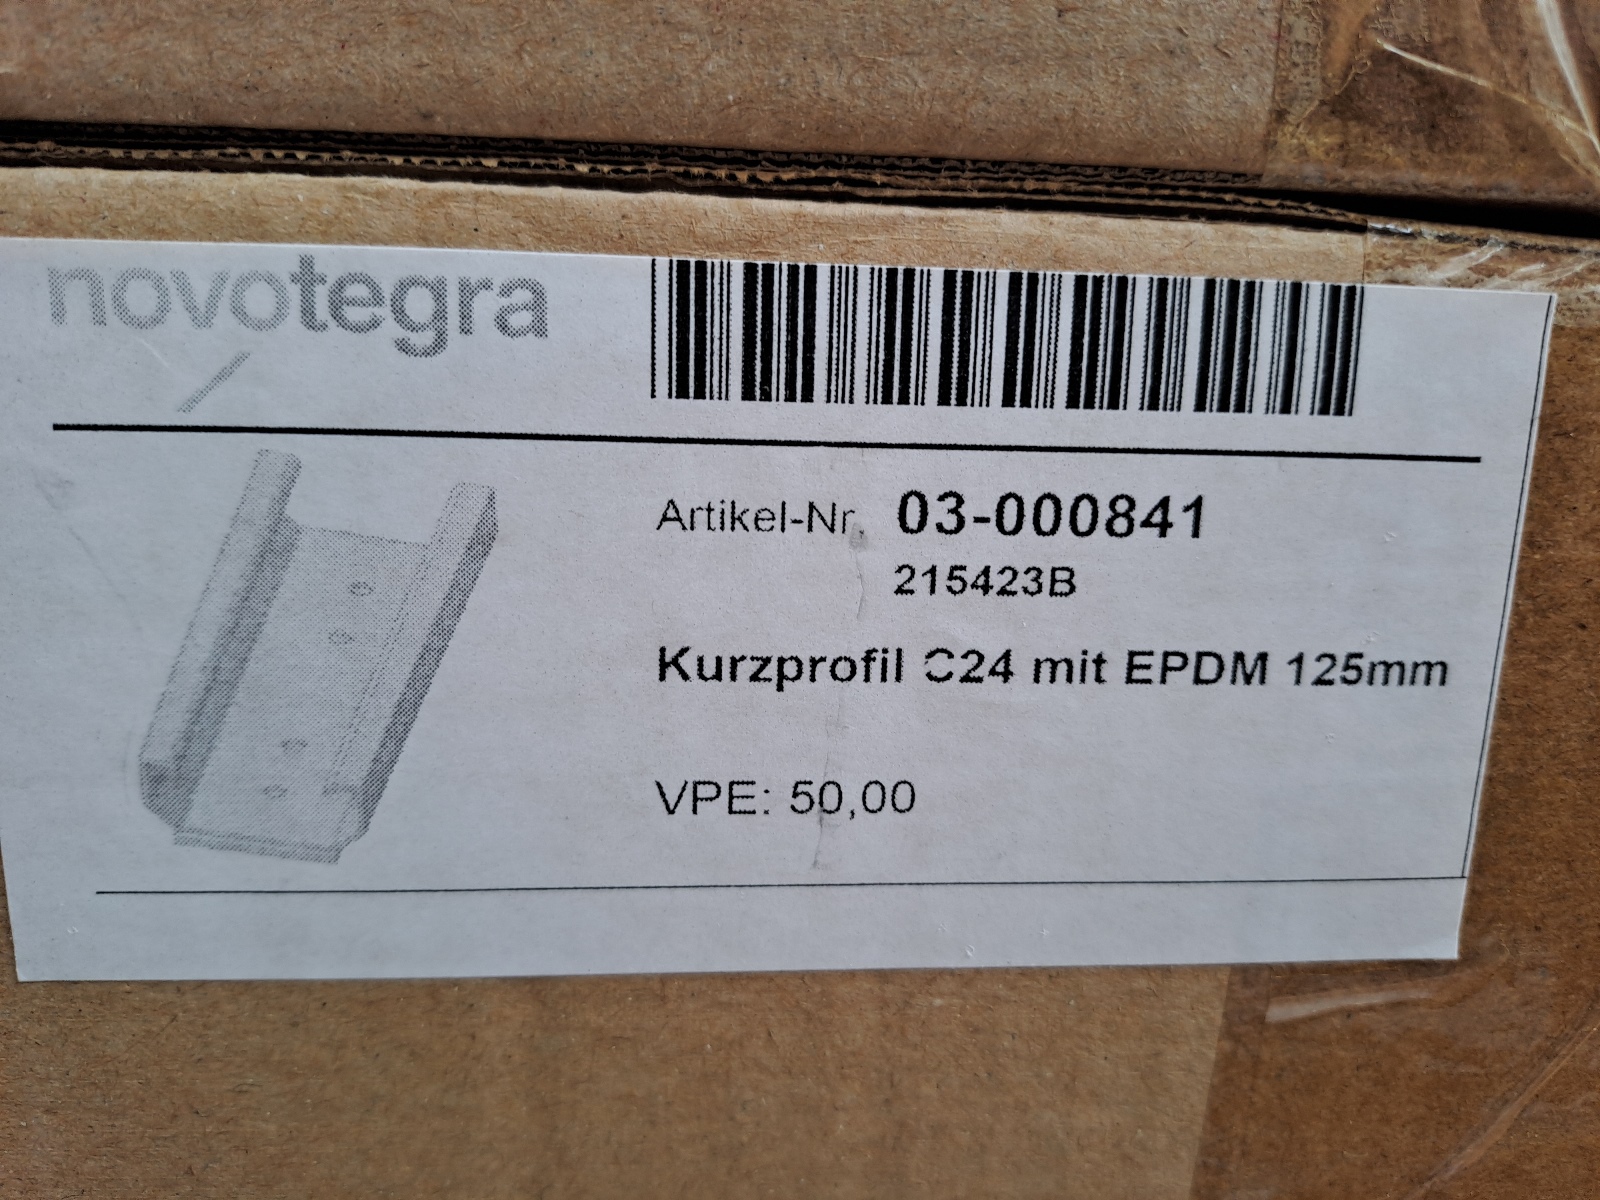 novotegra
Artikel-Nr. 03-000841
215423B
Kurzprofil C24 mit EPDM 125mm
VPE: 50,00